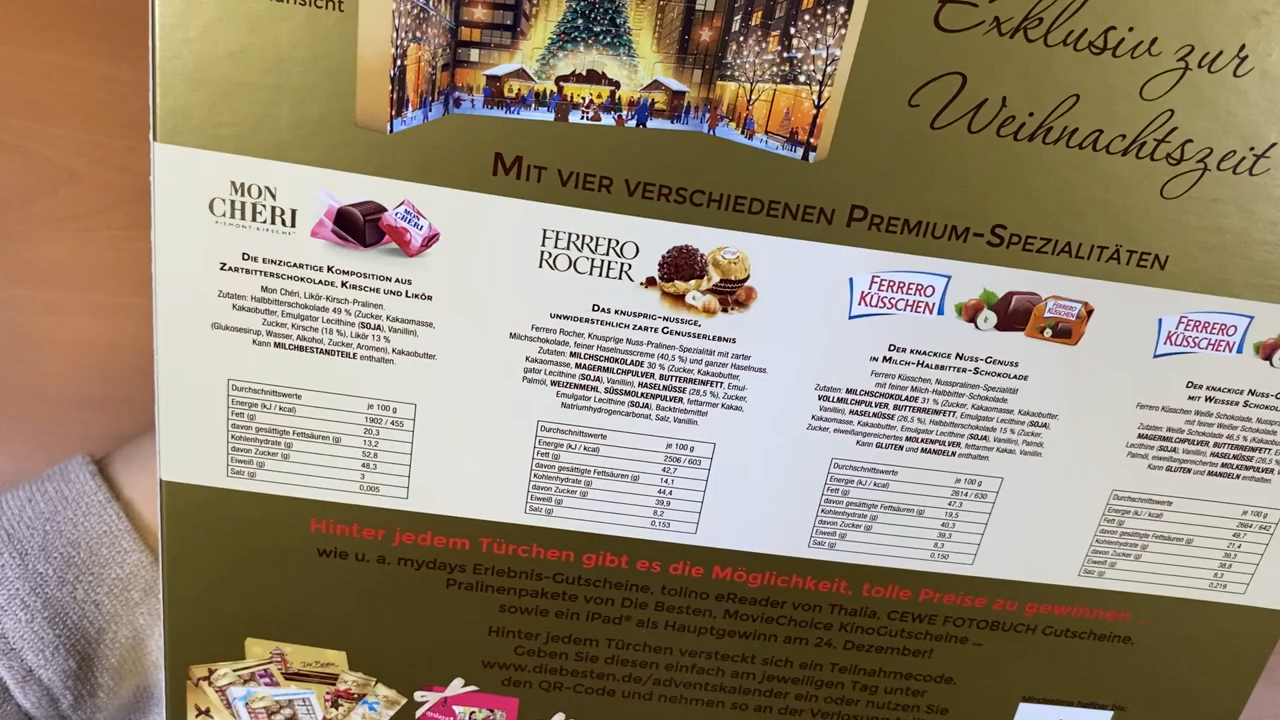 ansicht
Exklusiv zur
Weihnachtszeit
MIT VIER VERSCHIEDENEN PREMIUM-SPEZIALITÄTEN
MON
CHÉRI
PIEMONT-KIRSCHE
MON
CHÉRI
DIE EINZIGARTIGE KOMPOSITION AUS
ZARTBITTERSCHOKOLADE, KIRSCHE UND LIKÖR
Mon Chéri, Likör-Kirsch-Pralinen.
Zutaten: Halbbitterschokolade 49 % (Zucker, Kakaomasse,
Kakaobutter, Emulgator Lecithine (SOJA), Vanillin),
Zucker, Kirsche (18 %), Likör 13 %
(Glukosesirup, Wasser, Alkohol, Zucker, Aromen), Kakaobutter.
Kann MILCHBESTANDTEILE enthalten.
Durchschnittswerte je 100 g
Energie (kJ / kcal) 1902 / 455
Fett (g) 20,3
davon gesättigte Fettsäuren (g) 13,2
Kohlenhydrate (g) 52,8
davon Zucker (g) 48,3
Eiweiß (g) 3
Salz (g) 0,005
FERRERO
ROCHER
DAS KNUSPRIG-NUSSIGE,
UNWIDERSTEHLICH ZARTE GENUSSERLEBNIS
Ferrero Rocher, Knusprige Nuss-Pralinen-Spezialität mit zarter
Milchschokolade, feiner Haselnusscreme (40,5 %) und ganzer Haselnuss.
Zutaten: MILCHSCHOKOLADE 30 % (Zucker, Kakaobutter,
Kakaomasse, MAGERMILCHPULVER, BUTTERREINFETT, Emul-
gator Lecithine (SOJA), Vanillin), HASELNÜSSE (28,5 %), Zucker,
Palmöl, WEIZENMEHL, SÜSSMOLKENPULVER, fettarmer Kakao,
Emulgator Lecithine (SOJA), Backtriebmittel
Natriumhydrogencarbonat, Salz, Vanillin.
Durchschnittswerte je 100 g
Energie (kJ / kcal) 2506 / 603
Fett (g) 42,7
davon gesättigte Fettsäuren (g) 14,1
Kohlenhydrate (g) 44,4
davon Zucker (g) 39,9
Eiweiß (g) 8,2
Salz (g) 0,153
FERRERO
KÜSSCHEN
FERRERO
KÜSSCHEN
DER KNACKIGE NUSS-GENUSS
IN MILCH-HALBBITTER-SCHOKOLADE
Ferrero Küsschen, Nusspralinen-Spezialität
mit feiner Milch-Halbbitter-Schokolade.
Zutaten: MILCHSCHOKOLADE 31 % (Zucker, Kakaomasse, Kakaobutter,
VOLLMILCHPULVER, BUTTERREINFETT, Emulgator Lecithine (SOJA),
Vanillin), HASELNÜSSE (26,5 %), Halbbitterschokolade 15 % (Zucker,
Kakaomasse, Kakaobutter, Emulgator Lecithine (SOJA), Vanillin), Palmöl,
Zucker, eiweißangereichertes MOLKENPULVER, fettarmer Kakao, Vanillin.
Kann GLUTEN und MANDELN enthalten.
Durchschnittswerte je 100 g
Energie (kJ / kcal) 2614 / 630
Fett (g) 47,3
davon gesättigte Fettsäuren (g) 19,5
Kohlenhydrate (g) 40,3
davon Zucker (g) 39,3
Eiweiß (g) 8,3
Salz (g) 0,150
FERRERO
KÜSSCHEN
DER KNACKIGE NUSS-G
MIT WEISSER SCHOKOL
Ferrero Küsschen Weiße Schokolade, Nusspr
mit feiner Weißer Schokolade.
Zutaten: Weiße Schokolade 46,5 % (Kakaobutt
MAGERMILCHPULVER, BUTTERREINFETT, E
Lecithine (SOJA), Vanillin), HASELNÜSSE (26,5
Palmöl, eiweißangereichertes MOLKENPULVER,
Kann GLUTEN und MANDELN enthalten.
Durchschnittswerte je 100 g
Energie (kJ / kcal) 2664 / 642
Fett (g) 49,7
davon gesättigte Fettsäuren (g) 21,4
Kohlenhydrate (g) 39,3
davon Zucker (g) 38,8
Eiweiß (g) 8,3
Salz (g) 0,219
Hinter jedem Türchen gibt es die Möglichkeit, tolle Preise zu gewinnen –
wie u. a. mydays Erlebnis-Gutscheine, tolino eReader von Thalia, CEWE FOTOBUCH Gutscheine.
Pralinenpakete von Die Besten, MovieChoice KinoGutscheine –
sowie ein iPad® als Hauptgewinn am 24. Dezember!
Hinter jedem Türchen versteckt sich ein Teilnahmecode.
Geben Sie diesen einfach am jeweiligen Tag unter
www.diebesten.de/adventskalender ein oder nutzen Sie
den QR-Code und nehmen so an der Verlosung
Die Besten
mydays
Mindestens haltbar bis: